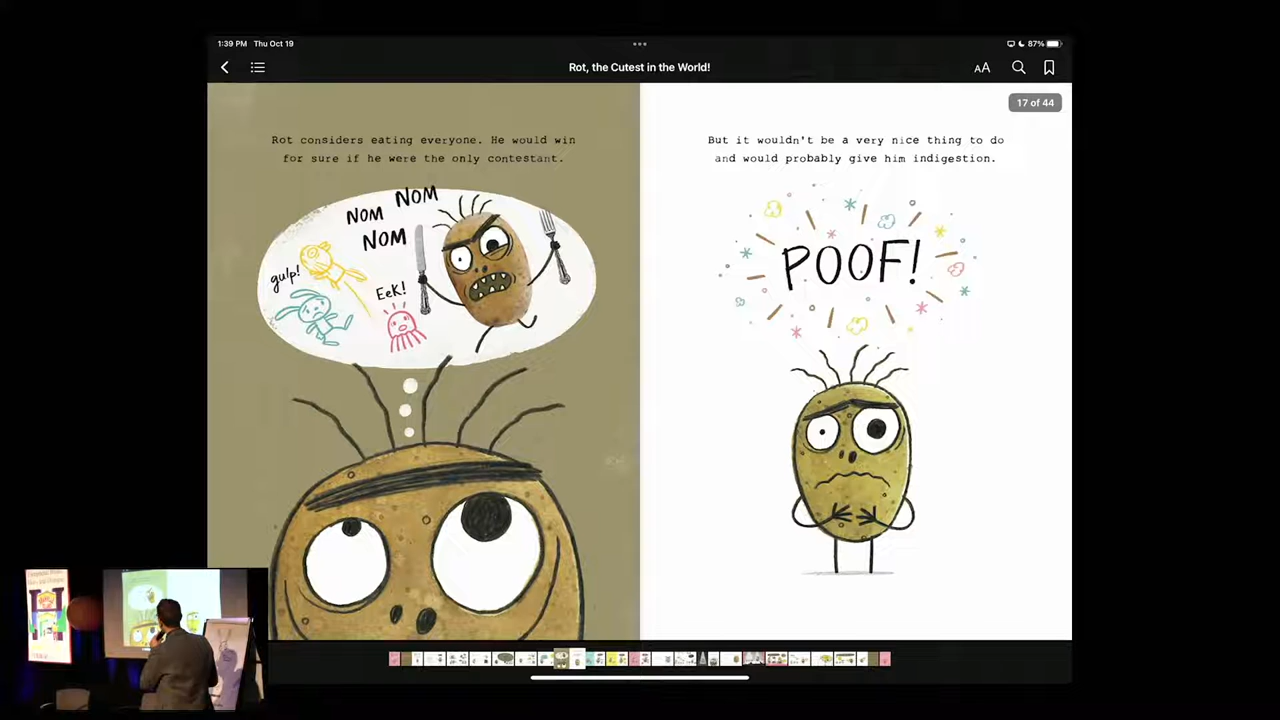 1:39 PM Thu Oct 19
87%
Rot, the Cutest in the World!
AA
17 of 44
Rot considers eating everyone. He would win
for sure if he were the only contestant.
NOM NOM
NOM
gulp!
EeK!
But it wouldn't be a very nice thing to do
and would probably give him indigestion.
POOF!